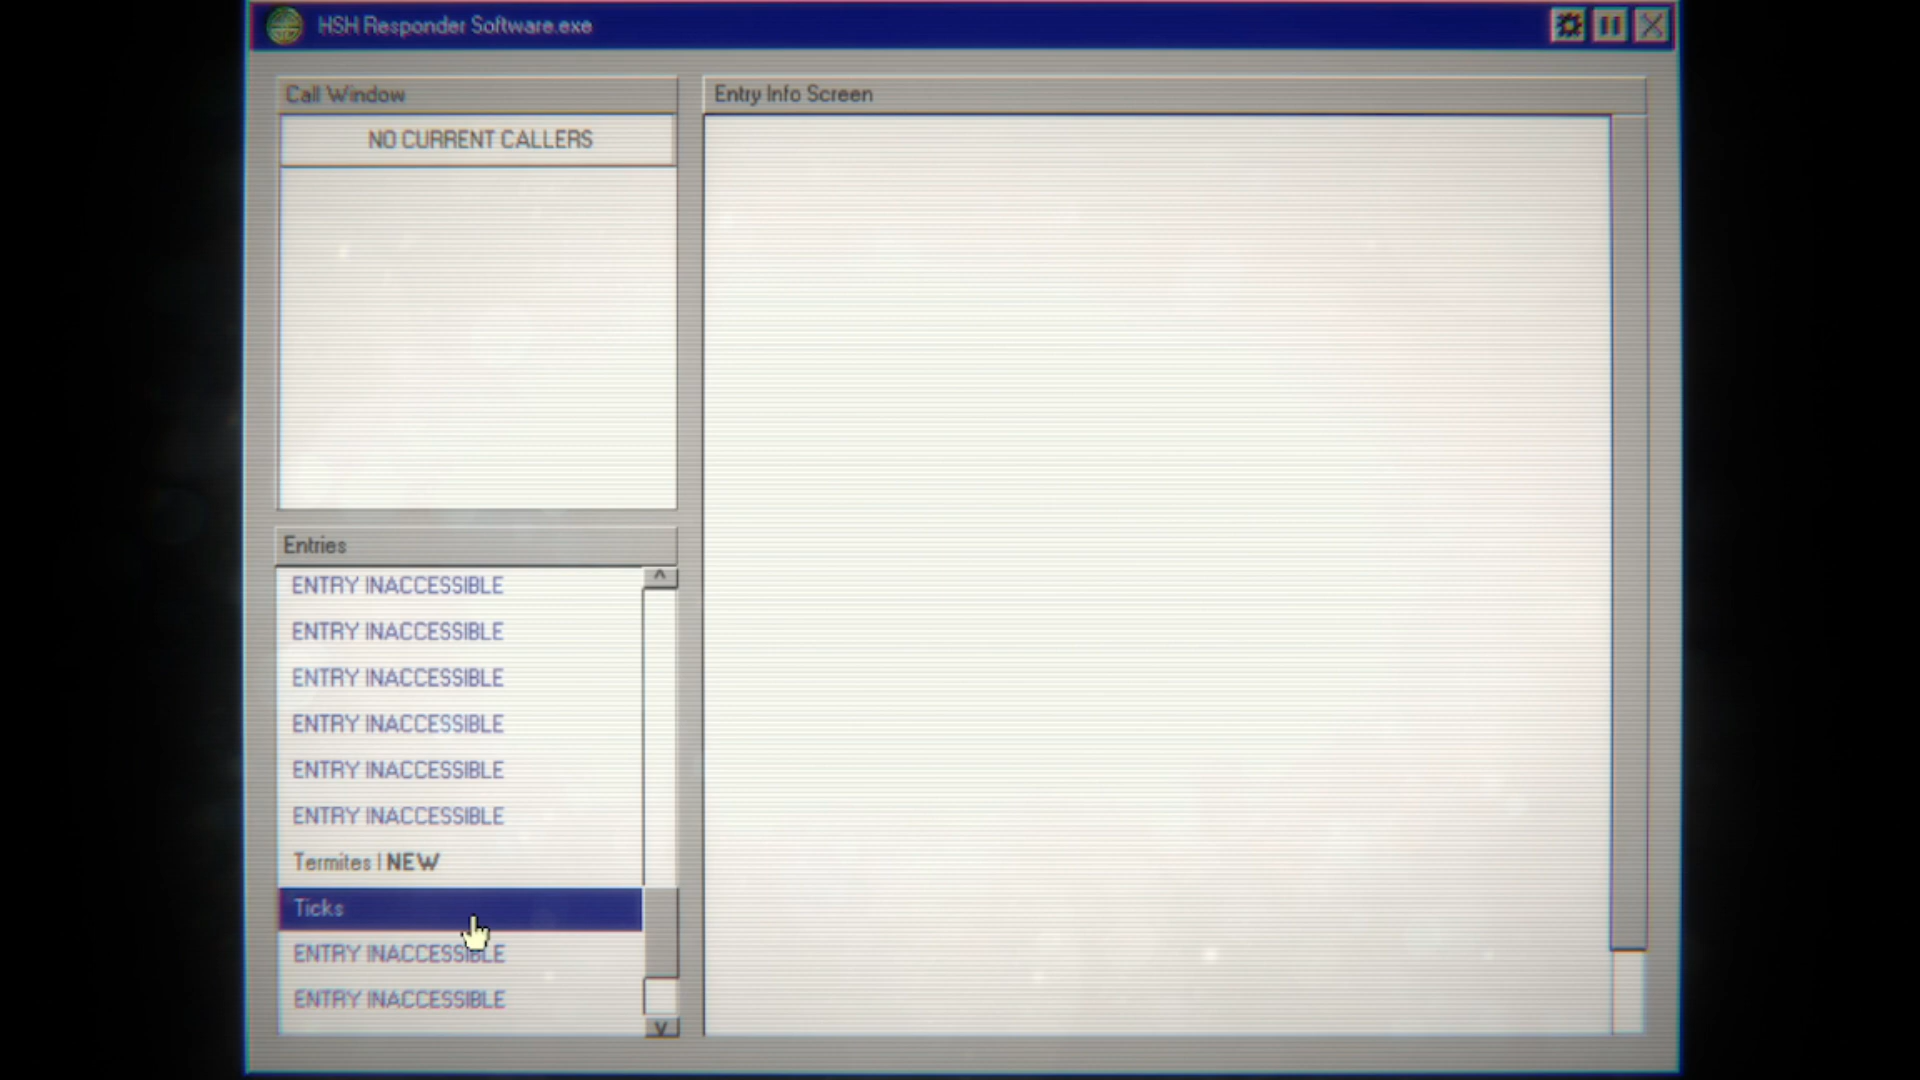 HSH Responder Software.exe
Call Window
NO CURRENT CALLERS
Entry Info Screen
Entries
ENTRY INACCESSIBLE
ENTRY INACCESSIBLE
ENTRY INACCESSIBLE
ENTRY INACCESSIBLE
ENTRY INACCESSIBLE
ENTRY INACCESSIBLE
Termites | NEW
Ticks
ENTRY INACCESSIBLE
ENTRY INACCESSIBLE